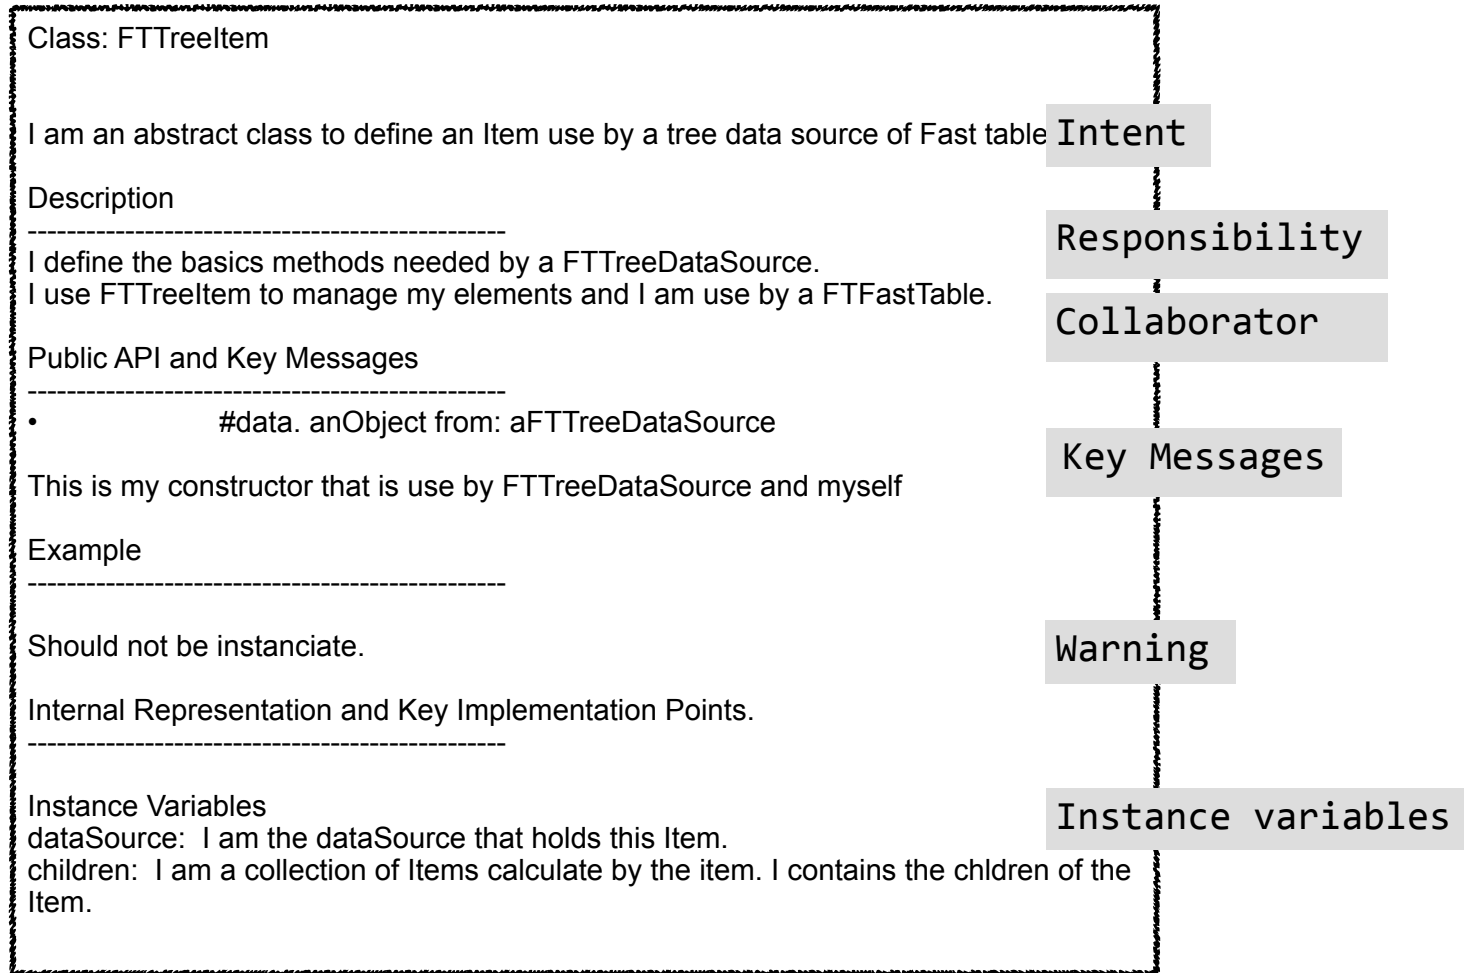 Class: FTTreeItem
I am an abstract class to define an Item use by a tree data source of Fast table
Intent
Description
-------------------------------------------------
Responsibility
I define the basics methods needed by a FTTreeDataSource.
I use FTTreeItem to manage my elements and I am use by a FTFastTable.
Collaborator
Public API and Key Messages
-------------------------------------------------
• #data. anObject from: aFTTreeDataSource
Key Messages
This is my constructor that is use by FTTreeDataSource and myself
Example
-------------------------------------------------
Should not be instanciate.
Warning
Internal Representation and Key Implementation Points.
-------------------------------------------------
Instance Variables
Instance variables
dataSource: I am the dataSource that holds this Item.
children: I am a collection of Items calculate by the item. I contains the chldren of the
Item.